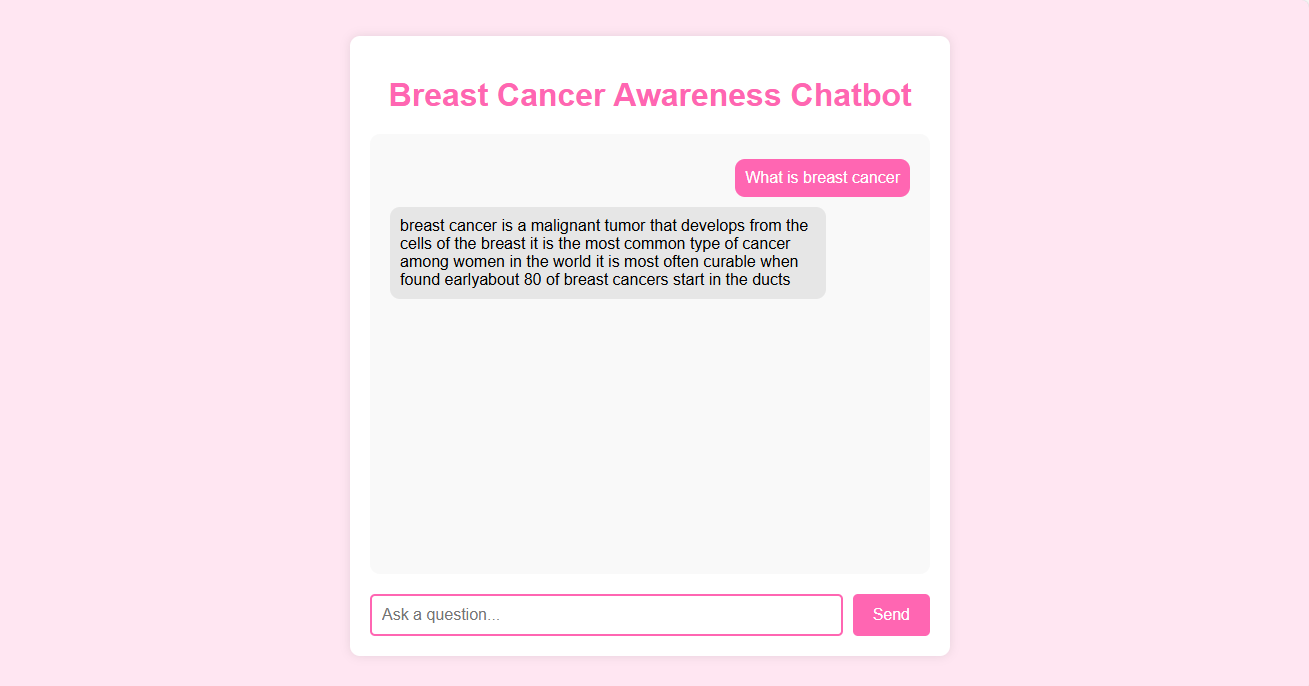 Breast Cancer Awareness Chatbot
What is breast cancer
breast cancer is a malignant tumor that develops from the
cells of the breast it is the most common type of cancer
among women in the world it is most often curable when
found earlyabout 80 of breast cancers start in the ducts
Ask a question...
Send